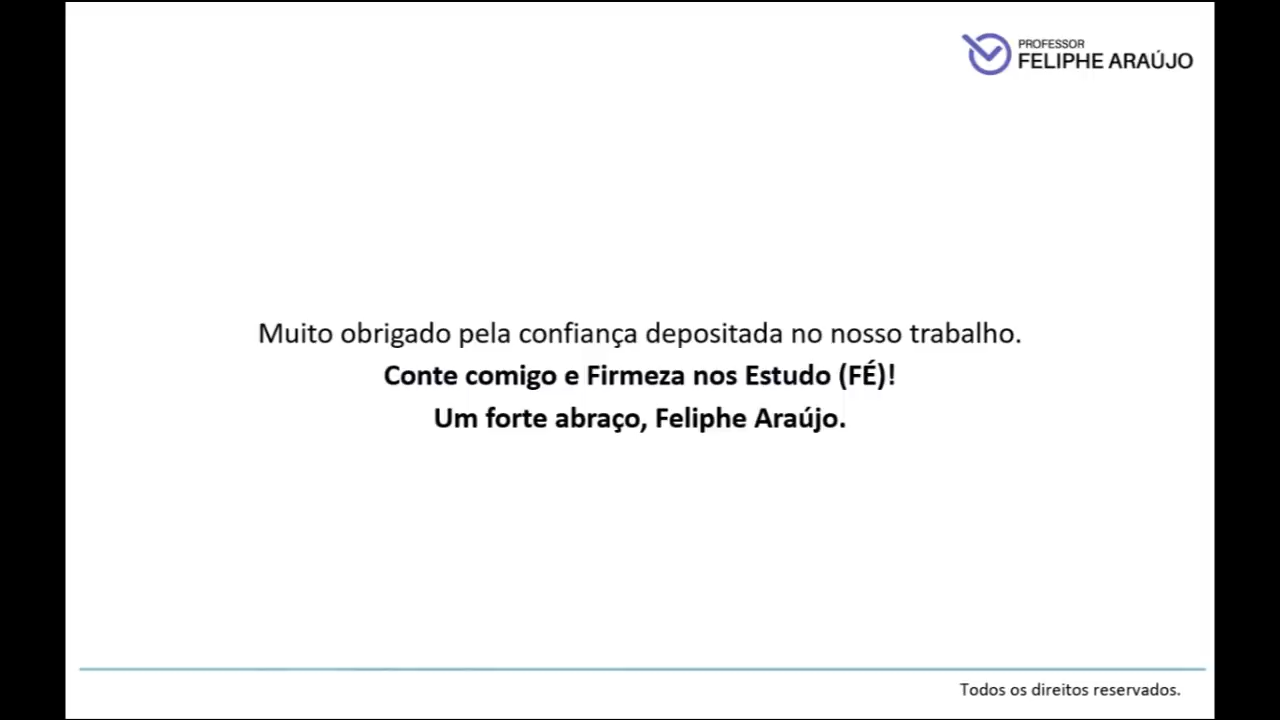 PROFESSOR
FELIPHE ARAÚJO
Muito obrigado pela confiança depositada no nosso trabalho.
Conte comigo e Firmeza nos Estudo (FÉ)!
Um forte abraço, Feliphe Araújo.
Todos os direitos reservados.